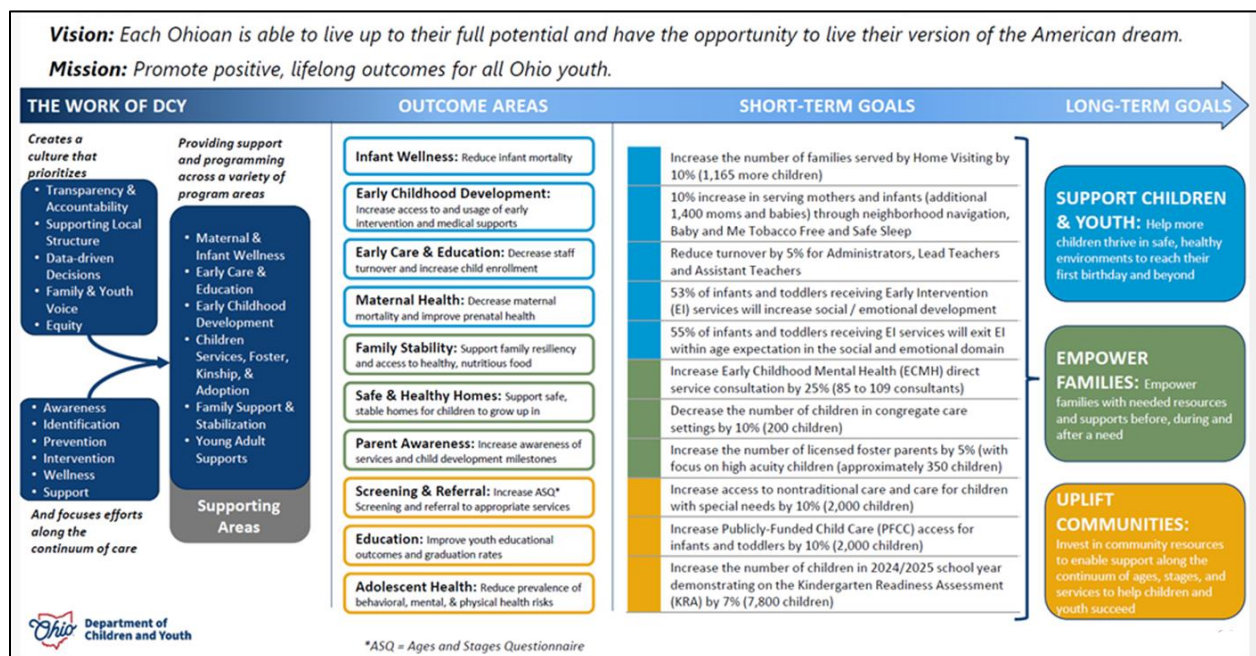 Vision: Each Ohioan is able to live up to their full potential and have the opportunity to live their version of the American dream.
Mission: Promote positive, lifelong outcomes for all Ohio youth.
THE WORK OF DCY
OUTCOME AREAS
SHORT-TERM GOALS
LONG-TERM GOALS
Creates a
culture that
prioritizes
• Transparency &
Accountability
• Supporting Local
Structure
• Data-driven
Decisions
• Family & Youth
Voice
• Equity
• Awareness
• Identification
• Prevention
• Intervention
• Wellness
• Support
And focuses efforts
along the
continuum of care
Providing support
and programming
across a variety of
program areas
• Maternal &
Infant Wellness
• Early Care &
Education
• Early Childhood
Development
• Children
Services, Foster,
Kinship, &
Adoption
• Family Support &
Stabilization
• Young Adult
Supports
Supporting
Areas
Infant Wellness: Reduce infant mortality
Early Childhood Development:
Increase access to and usage of early
intervention and medical supports
Early Care & Education: Decrease staff
turnover and increase child enrollment
Maternal Health: Decrease maternal
mortality and improve prenatal health
Family Stability: Support family resiliency
and access to healthy, nutritious food
Safe & Healthy Homes: Support safe,
stable homes for children to grow up in
Parent Awareness: Increase awareness of
services and child development milestones
Screening & Referral: Increase ASQ*
Screening and referral to appropriate services
Education: Improve youth educational
outcomes and graduation rates
Adolescent Health: Reduce prevalence of
behavioral, mental, & physical health risks
Increase the number of families served by Home Visiting by
10% (1,165 more children)
10% increase in serving mothers and infants (additional
1,400 moms and babies) through neighborhood navigation,
Baby and Me Tobacco Free and Safe Sleep
Reduce turnover by 5% for Administrators, Lead Teachers
and Assistant Teachers
53% of infants and toddlers receiving Early Intervention
(EI) services will increase social / emotional development
55% of infants and toddlers receiving EI services will exit EI
within age expectation in the social and emotional domain
Increase Early Childhood Mental Health (ECMH) direct
service consultation by 25% (85 to 109 consultants)
Decrease the number of children in congregate care
settings by 10% (200 children)
Increase the number of licensed foster parents by 5% (with
focus on high acuity children (approximately 350 children)
Increase access to nontraditional care and care for children
with special needs by 10% (2,000 children)
Increase Publicly-Funded Child Care (PFCC) access for
infants and toddlers by 10% (2,000 children)
Increase the number of children in 2024/2025 school year
demonstrating on the Kindergarten Readiness Assessment
(KRA) by 7% (7,800 children)
SUPPORT CHILDREN
& YOUTH: Help more
children thrive in safe, healthy
environments to reach their
first birthday and beyond
EMPOWER
FAMILIES: Empower
families with needed resources
and supports before, during and
after a need
UPLIFT
COMMUNITIES:
Invest in community resources
to enable support along the
continuum of ages, stages, and
services to help children and
youth succeed
Ohio
Department of
Children and Youth
*ASQ = Ages and Stages Questionnaire